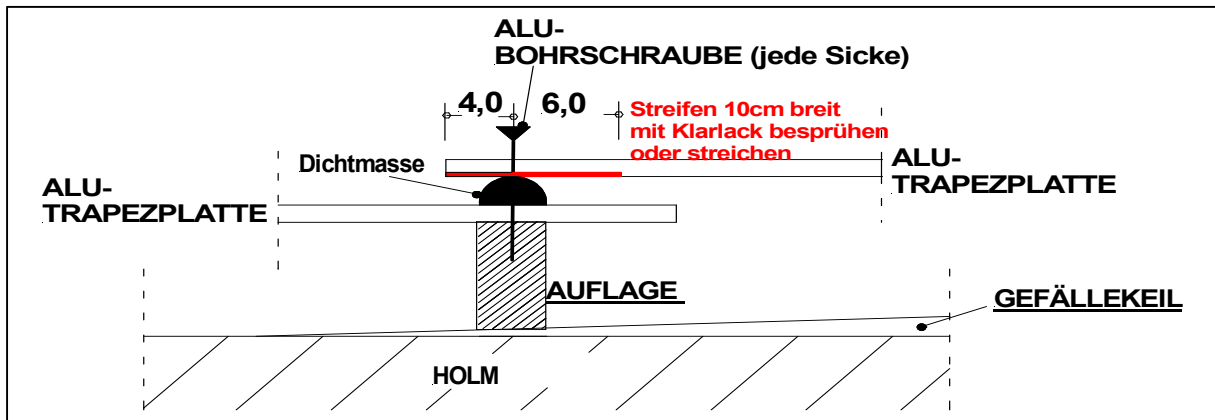 ALU-
BOHRSCHRAUBE (jede Sicke)
4,0
6,0
Streifen 10cm breit
mit Klarlack besprühen
oder streichen
Dichtmasse
ALU-
TRAPEZPLATTE
ALU-
TRAPEZPLATTE
AUFLAGE
GEFÄLLEKEIL
HOLM